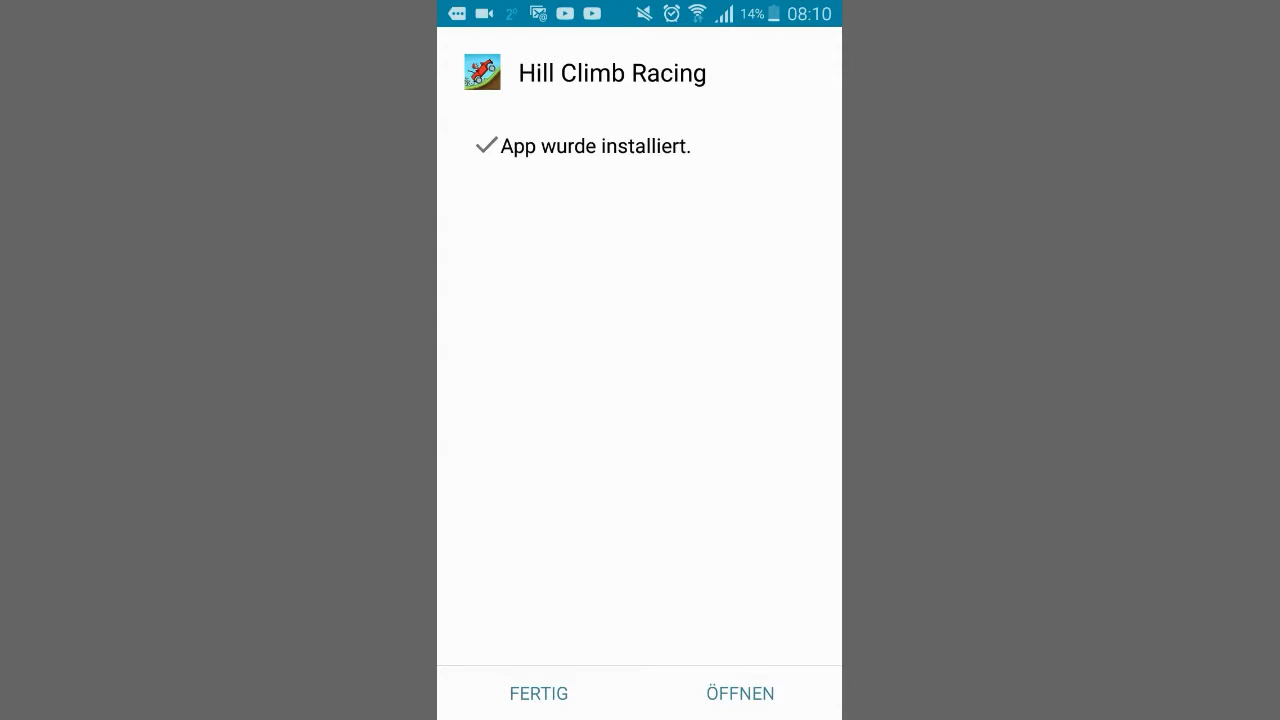 2° 14% 08:10
Hill Climb Racing
App wurde installiert.
FERTIG ÖFFNEN